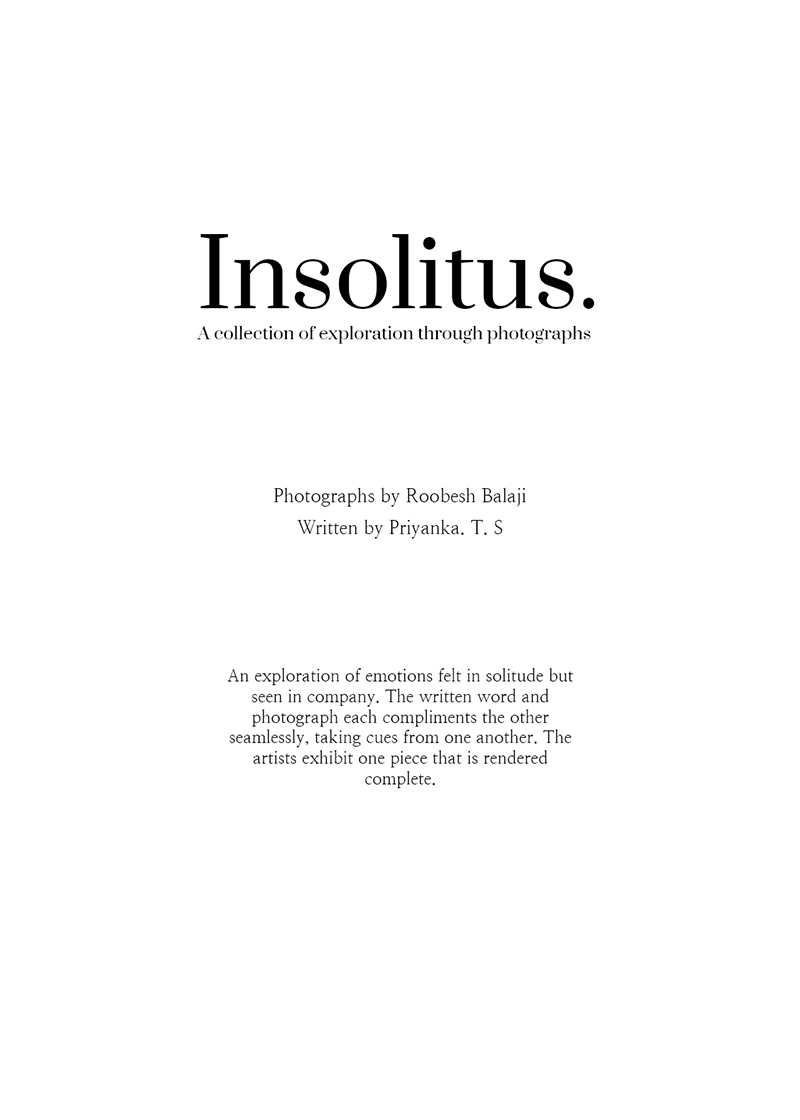 Insolitus.
A collection of exploration through photographs
Photographs by Roobesh Balaji
Written by Priyanka. T. S
An exploration of emotions felt in solitude but
seen in company. The written word and
photograph each compliments the other
seamlessly, taking cues from one another. The
artists exhibit one piece that is rendered
complete.